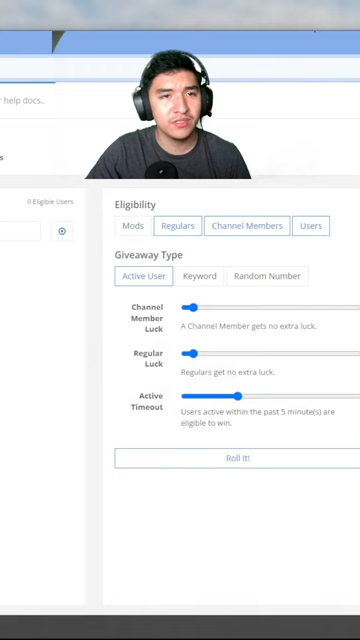 r help docs..
s
0 Eligible Users
Eligibility
Mods
Regulars
Channel Members
Users
Giveaway Type
Active User
Keyword
Random Number
Channel
Member
Luck
A Channel Member gets no extra luck.
Regular
Luck
Regulars get no extra luck.
Active
Timeout
Users active within the past 5 minute(s) are
eligible to win.
Roll It!